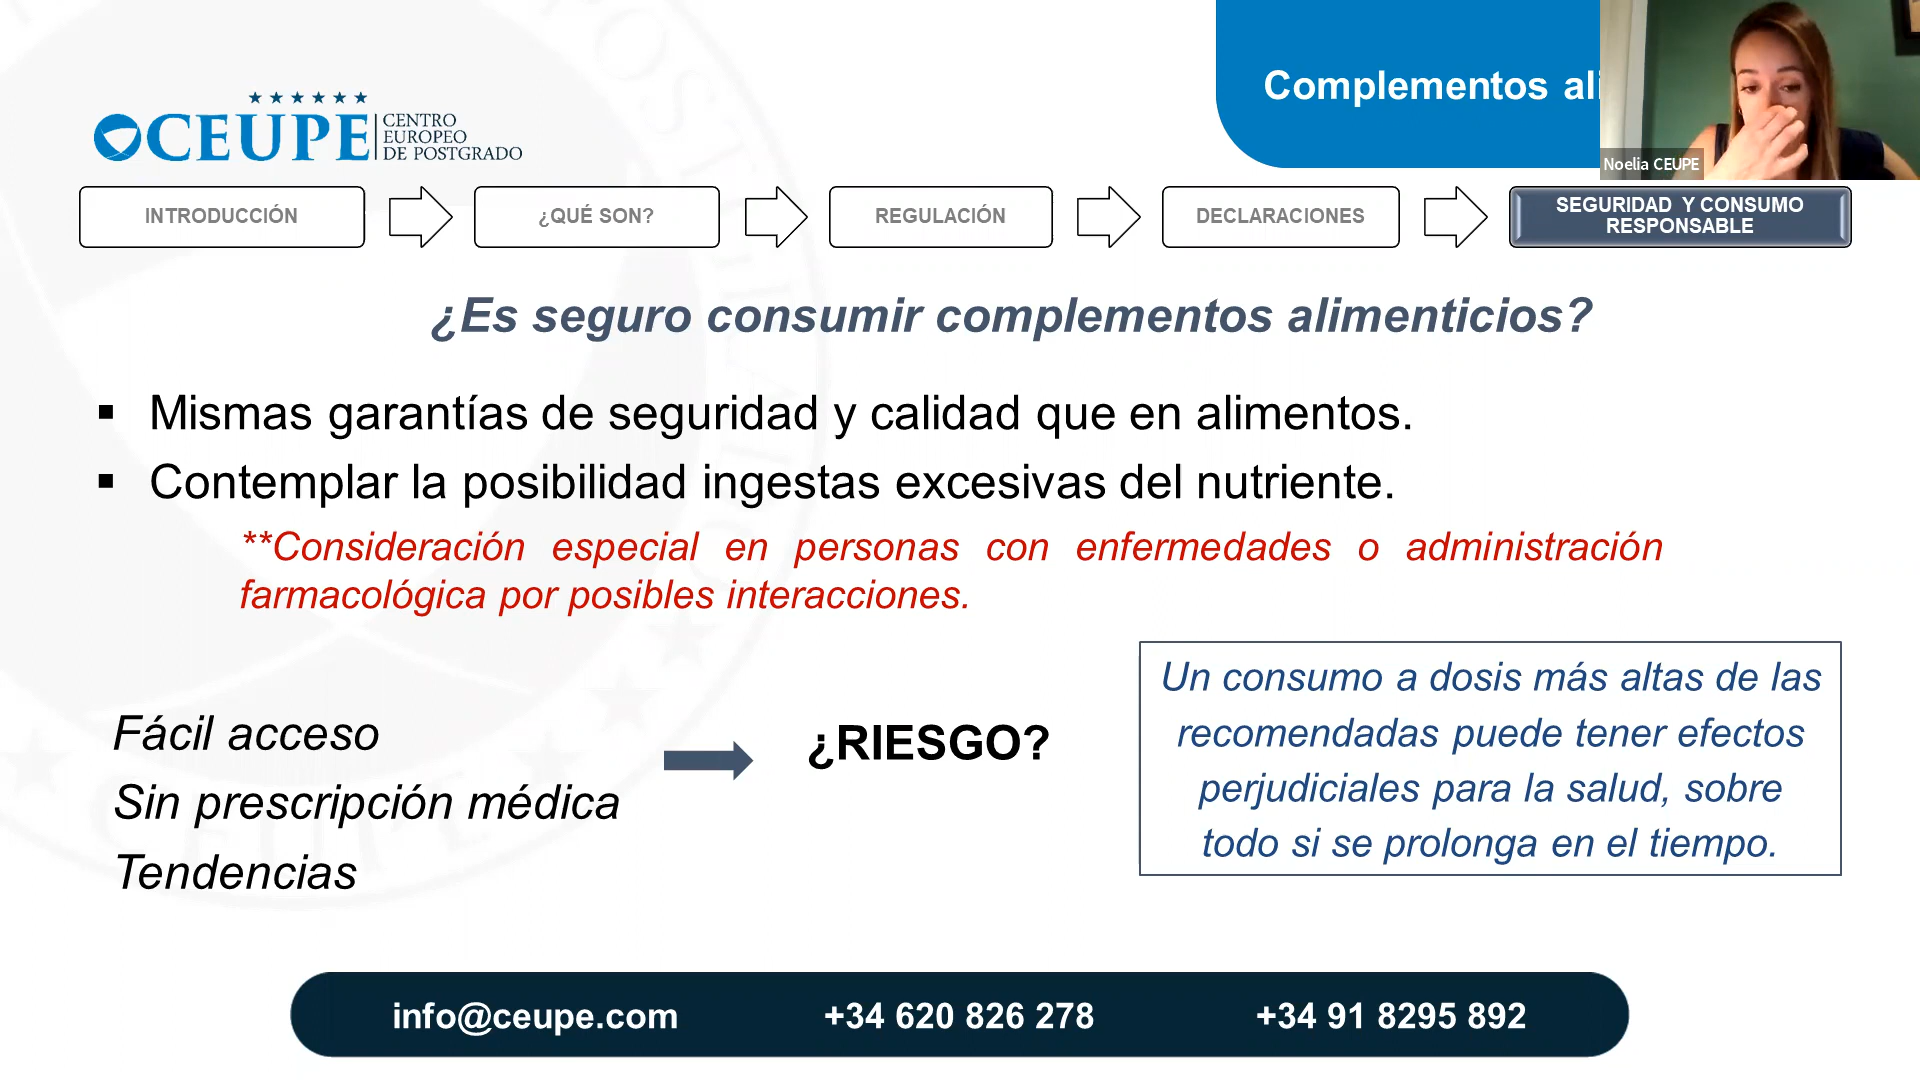 Complementos ali
Noelia CEUPE
CEUPE
CENTRO
EUROPEO
DE POSTGRADO
INTRODUCCIÓN
¿QUÉ SON?
REGULACIÓN
DECLARACIONES
SEGURIDAD Y CONSUMO
RESPONSABLE
¿Es seguro consumir complementos alimenticios?
▪ Mismas garantías de seguridad y calidad que en alimentos.
▪ Contemplar la posibilidad ingestas excesivas del nutriente.
**Consideración especial en personas con enfermedades o administración
farmacológica por posibles interacciones.
Fácil acceso
Sin prescripción médica
Tendencias
¿RIESGO?
Un consumo a dosis más altas de las
recomendadas puede tener efectos
perjudiciales para la salud, sobre
todo si se prolonga en el tiempo.
info@ceupe.com
+34 620 826 278
+34 91 8295 892